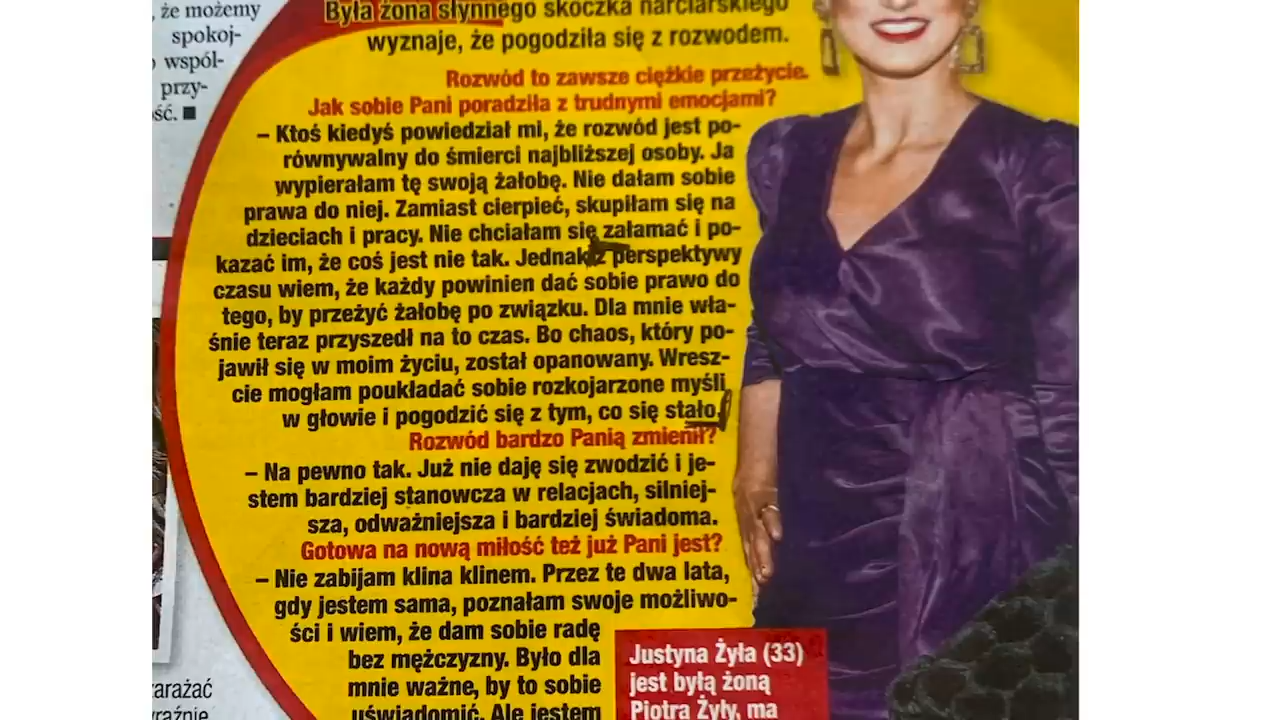 że możemy
spokoj-
wspól-
przy-
ość. ■
Była żona słynnego skoczka narciarskiego
wyznaje, że pogodziła się z rozwodem.
Rozwód to zawsze ciężkie przeżycie.
Jak sobie Pani poradziła z trudnymi emocjami?
– Ktoś kiedyś powiedział mi, że rozwód jest po-
równywalny do śmierci najbliższej osoby. Ja
wypierałam tę swoją żałobę. Nie dałam sobie
prawa do niej. Zamiast cierpieć, skupiłam się na
dzieciach i pracy. Nie chciałam się załamać i po-
kazać im, że coś jest nie tak. Jednak z perspektywy
czasu wiem, że każdy powinien dać sobie prawo do
tego, by przeżyć żałobę po związku. Dla mnie wła-
śnie teraz przyszedł na to czas. Bo chaos, który po-
jawił się w moim życiu, został opanowany. Wresz-
cie mogłam poukładać sobie rozkojarzone myśli
w głowie i pogodzić się z tym, co się stało.
Rozwód bardzo Panią zmienił?
– Na pewno tak. Już nie daję się zwodzić i je-
stem bardziej stanowcza w relacjach, silniej-
sza, odważniejsza i bardziej świadoma.
Gotowa na nową miłość też już Pani jest?
– Nie zabijam klina klinem. Przez te dwa lata,
gdy jestem sama, poznałam swoje możliwo-
ści i wiem, że dam sobie radę
bez mężczyzny. Było dla
mnie ważne, by to sobie
uświadomić. Ale jestem
Justyna Żyła (33)
jest byłą żoną
Piotra Żyły, ma
zarażać